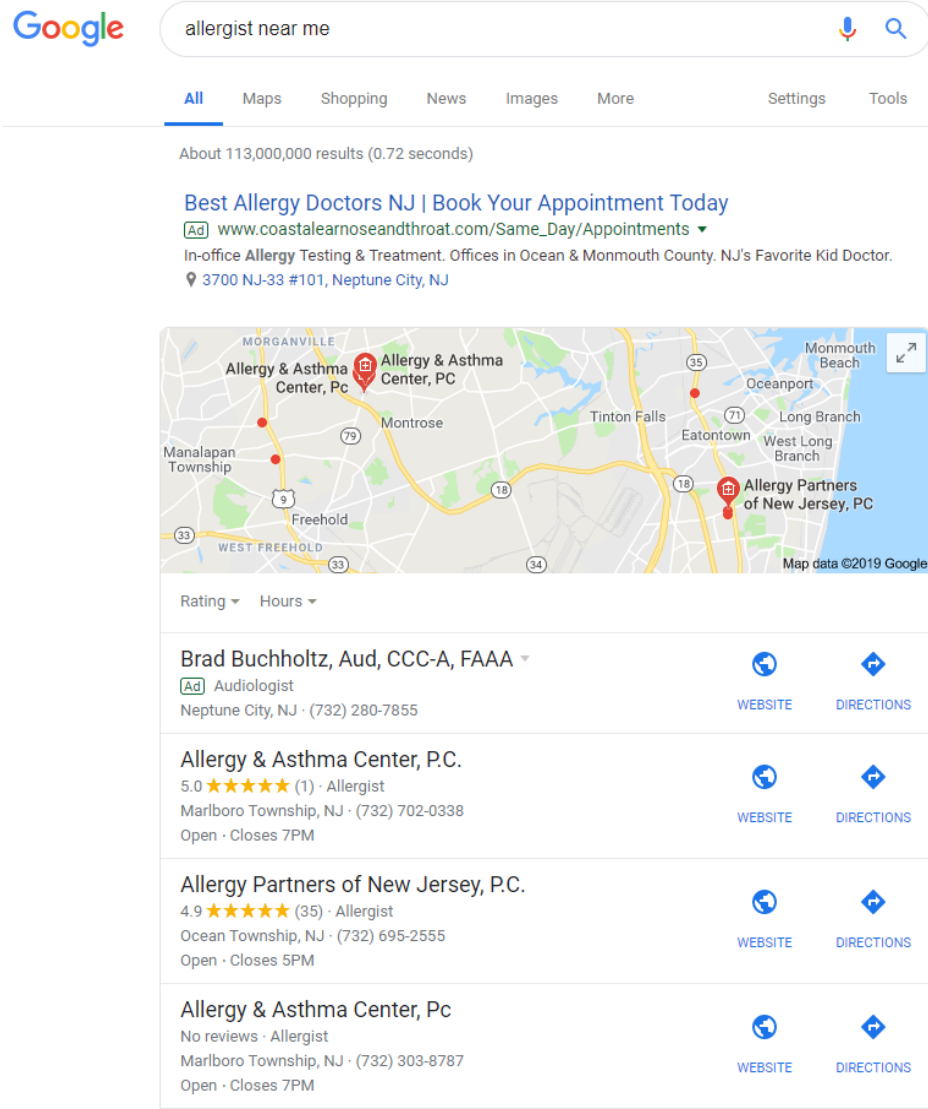 Google
allergist near me
All Maps Shopping News Images More Settings Tools
About 113,000,000 results (0.72 seconds)
Best Allergy Doctors NJ | Book Your Appointment Today
Ad www.coastalearnoseandthroat.com/Same_Day/Appointments
In-office Allergy Testing & Treatment. Offices in Ocean & Monmouth County. NJ's Favorite Kid Doctor.
3700 NJ-33 #101, Neptune City, NJ
MORGANVILLE
Allergy & Asthma
Center, Pc
Allergy & Asthma
Center, PC
Montrose
79
Manalapan
Township
9
Freehold
33
WEST FREEHOLD
33
18
34
Tinton Falls
35
Monmouth
Beach
Oceanport
71
Long Branch
Eatontown
West Long
Branch
18
Allergy Partners
of New Jersey, PC
Map data ©2019 Google
Rating Hours
Brad Buchholtz, Aud, CCC-A, FAAA
Ad Audiologist
Neptune City, NJ · (732) 280-7855
WEBSITE DIRECTIONS
Allergy & Asthma Center, P.C.
5.0 ★★★★★ (1) · Allergist
Marlboro Township, NJ · (732) 702-0338
Open · Closes 7PM
WEBSITE DIRECTIONS
Allergy Partners of New Jersey, P.C.
4.9 ★★★★★ (35) · Allergist
Ocean Township, NJ · (732) 695-2555
Open · Closes 5PM
WEBSITE DIRECTIONS
Allergy & Asthma Center, Pc
No reviews · Allergist
Marlboro Township, NJ · (732) 303-8787
Open · Closes 7PM
WEBSITE DIRECTIONS